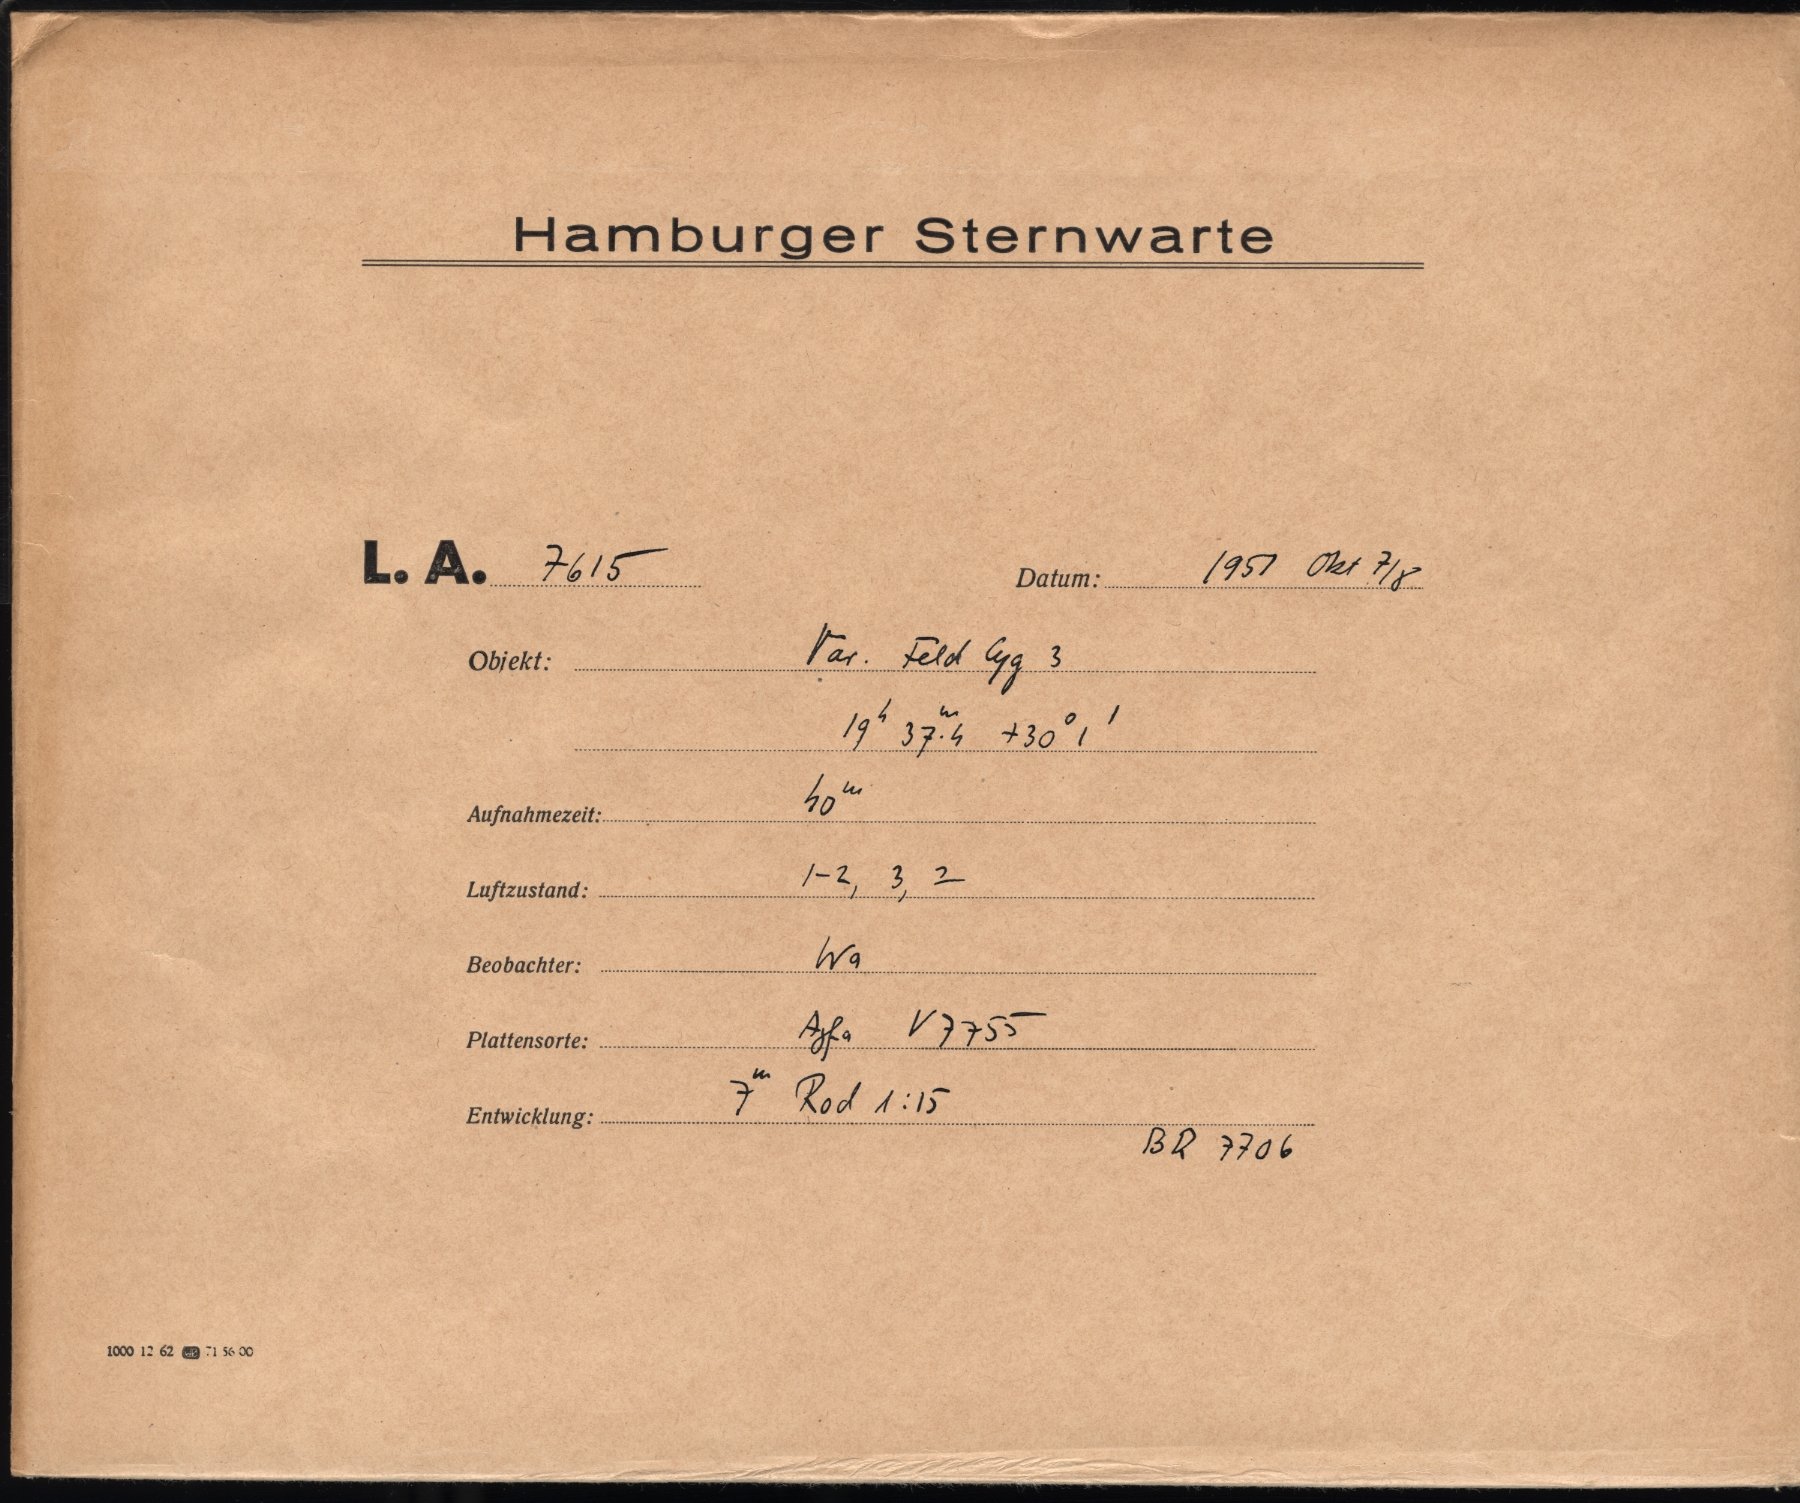 Hamburger Sternwarte
L. A. 7615 Datum: 1951 Okt 7/8
Objekt: Var. Feld Cyg 3
19h 37m.4 +30° 1'
Aufnahmezeit: 40m
Luftzustand: 1-2, 3, 2
Beobachter: Wa
Plattensorte: Agfa V7755
Entwicklung: 7m Rod 1:15
BR 7706
1000 12 62 71 56 00